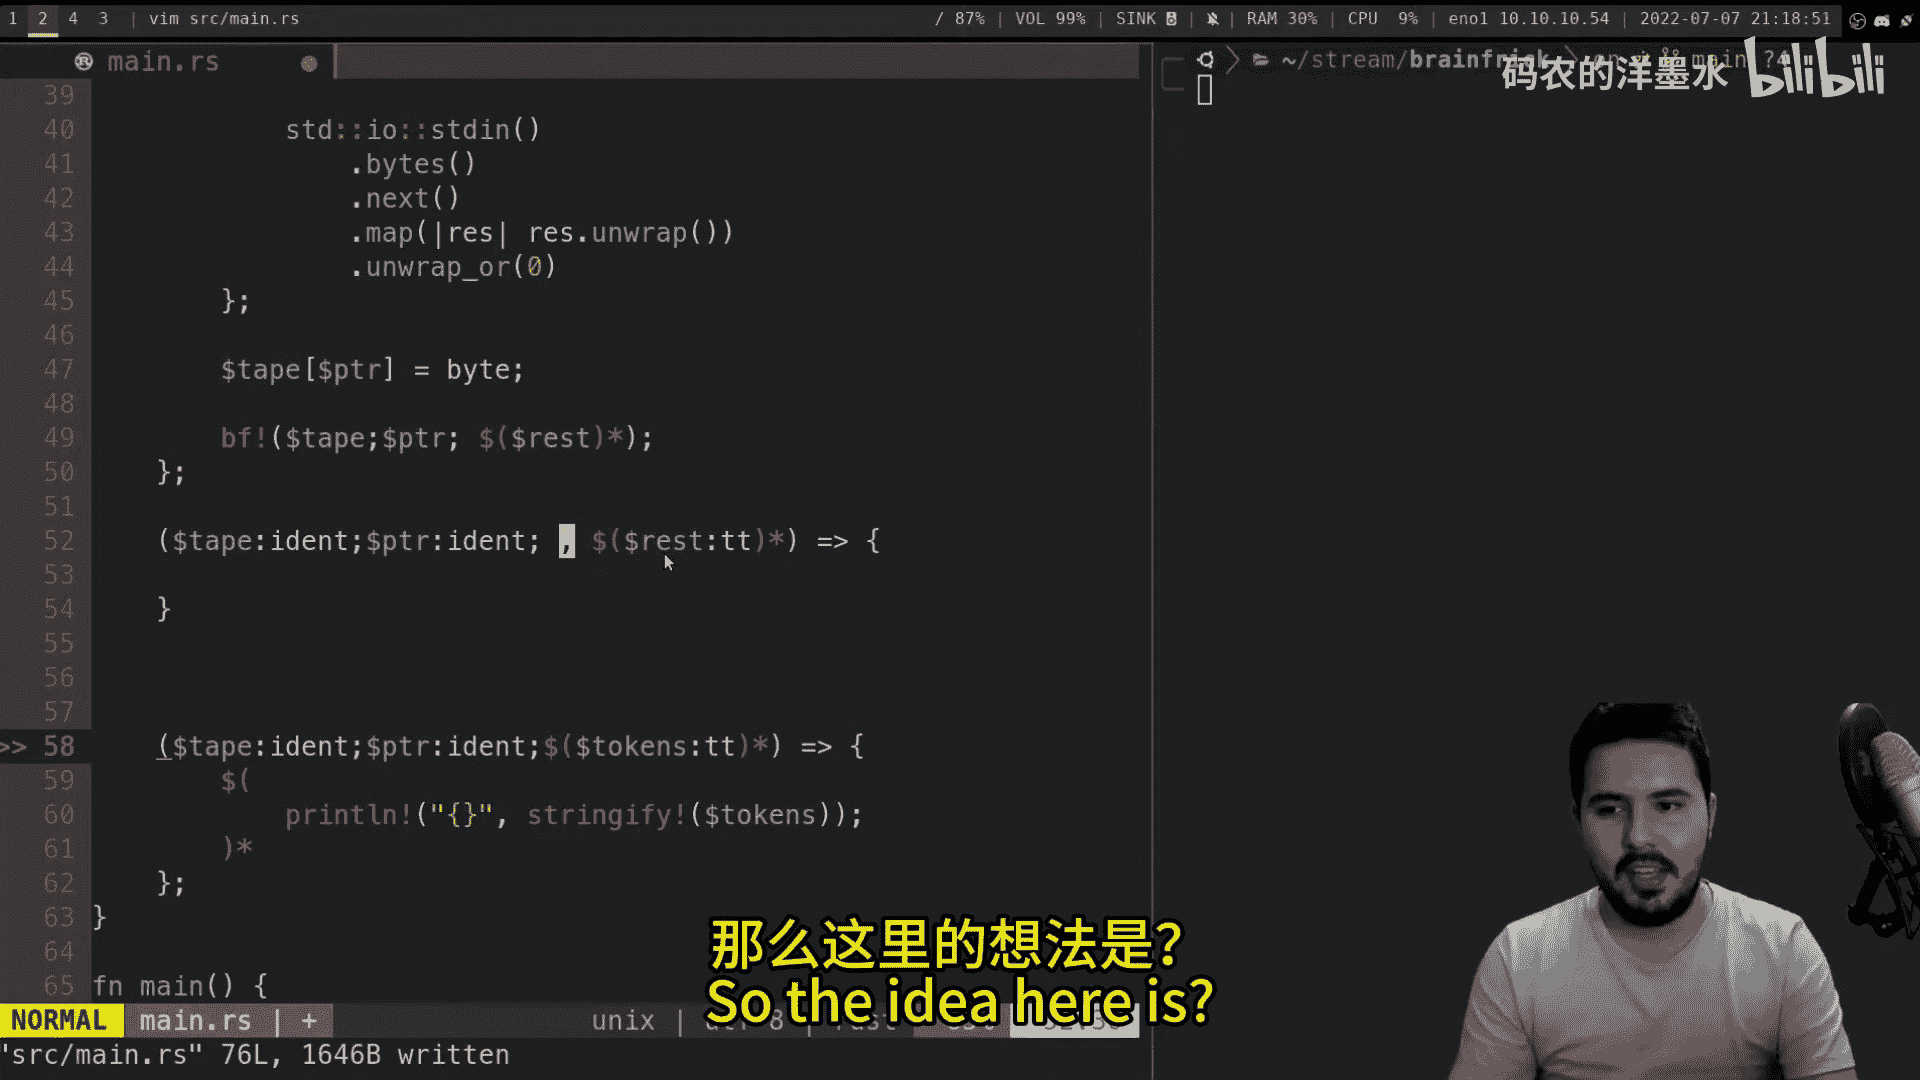 1 2 4 3 | vim src/main.rs
/ 87% | VOL 99% | SINK | RAM 30% | CPU 9% | eno1 10.10.10.54 | 2022-07-07 21:18:51
main.rs
39
40 std::io::stdin()
41 .bytes()
42 .next()
43 .map(|res| res.unwrap())
44 .unwrap_or(0)
45 };
46
47 $tape[$ptr] = byte;
48
49 bf!($tape;$ptr; $($rest)*);
50 };
51
52 ($tape:ident;$ptr:ident; , $($rest:tt)*) => {
53
54 }
55
56
57
>> 58 ($tape:ident;$ptr:ident;$($tokens:tt)*) => {
59 $(
60 println!("{}", stringify!($tokens));
61 )*
62 };
63 }
64
65 fn main() {
NORMAL main.rs | + unix |
"src/main.rs" 76L, 1646B written
~/stream/brainfrick main ?4
码农的洋墨水 bilibili
那么这里的想法是?
So the idea here is?